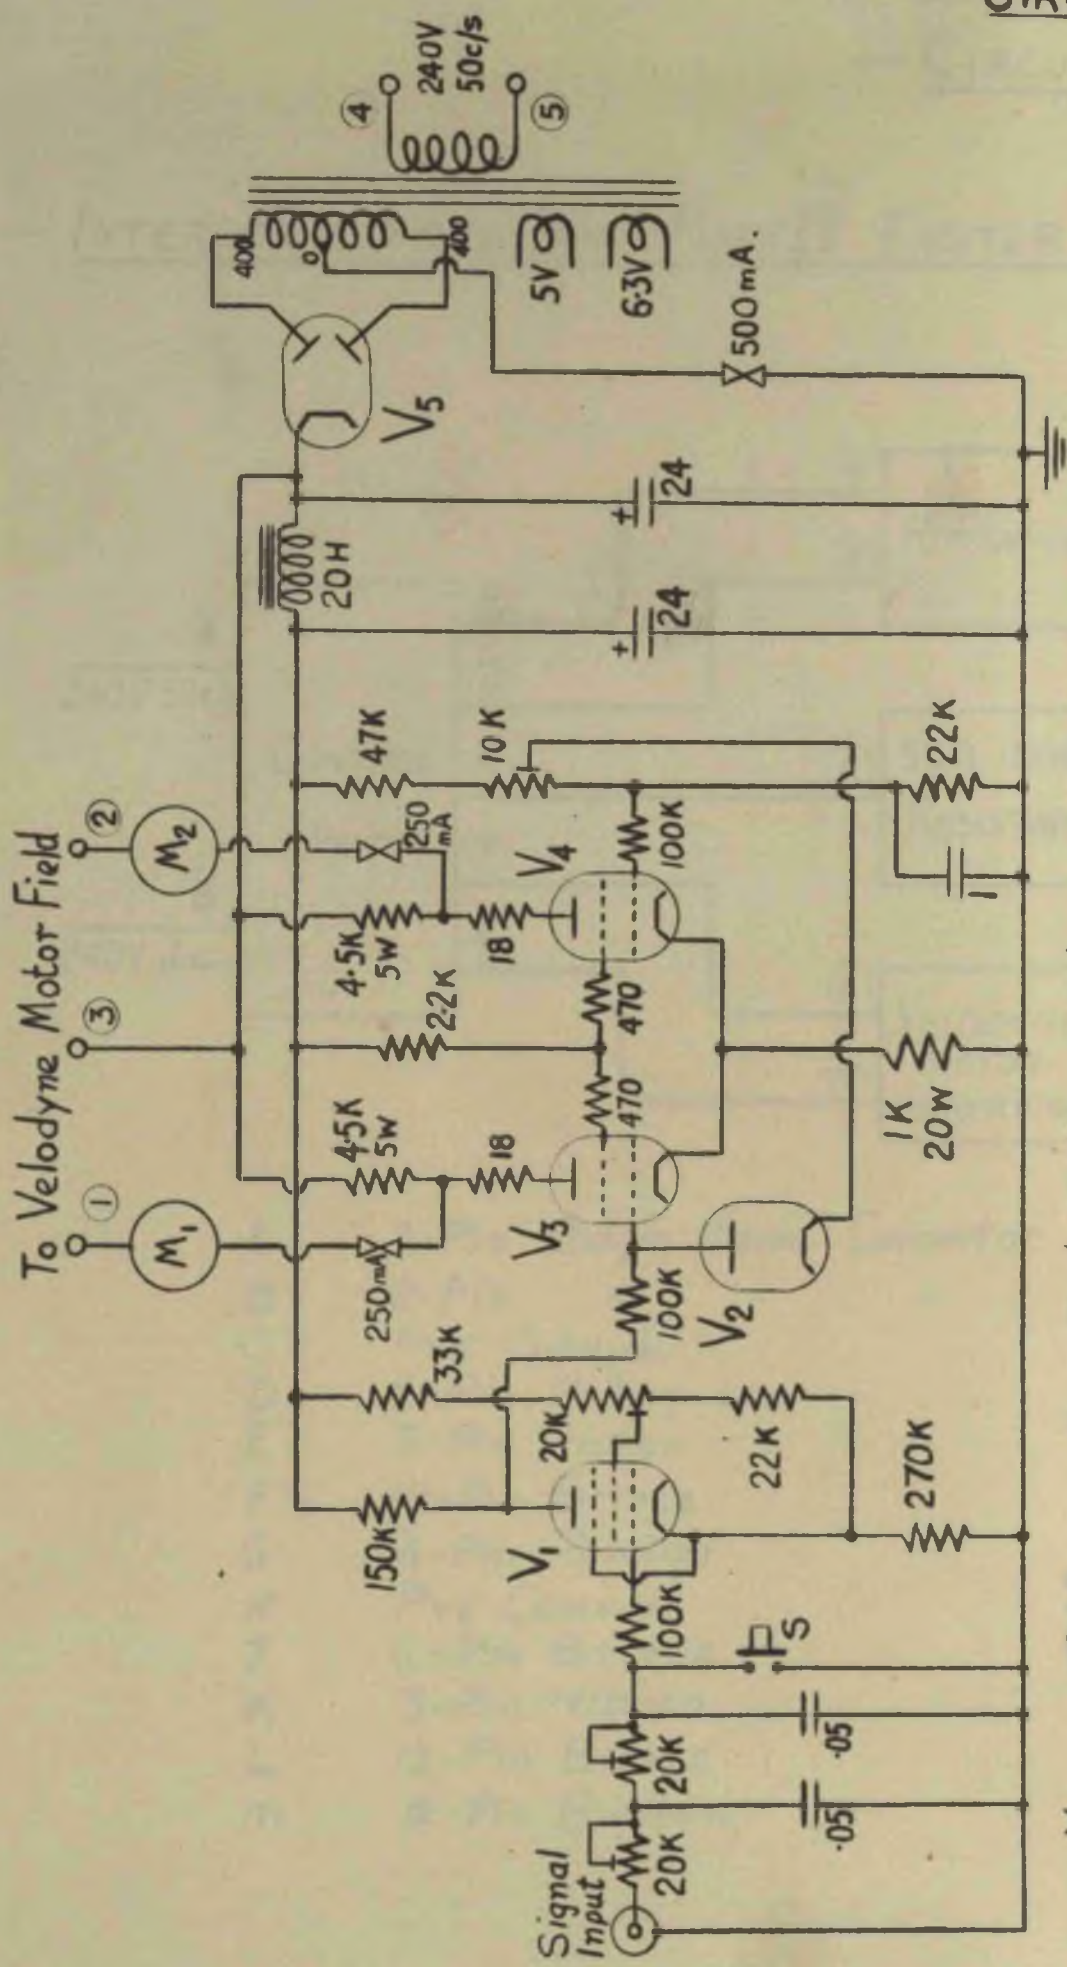 To Velodyne Motor Field
① ③ ②
M₁
M₂
250mA
4·5K
5W
18
2·2K
4·5K
5W
18
250
mA
47K
10K
20H
V₅
400
0
400
④
240V
50c/s
⑤
5V
6·3V
500mA.
150K
33K
20K
V₁
22K
270K
100K
V₃
V₂
470
470
V₄
100K
22K
1
1K
20W
+
24
+
24
Signal
Input
20K
20K
·05
·05
100K
S